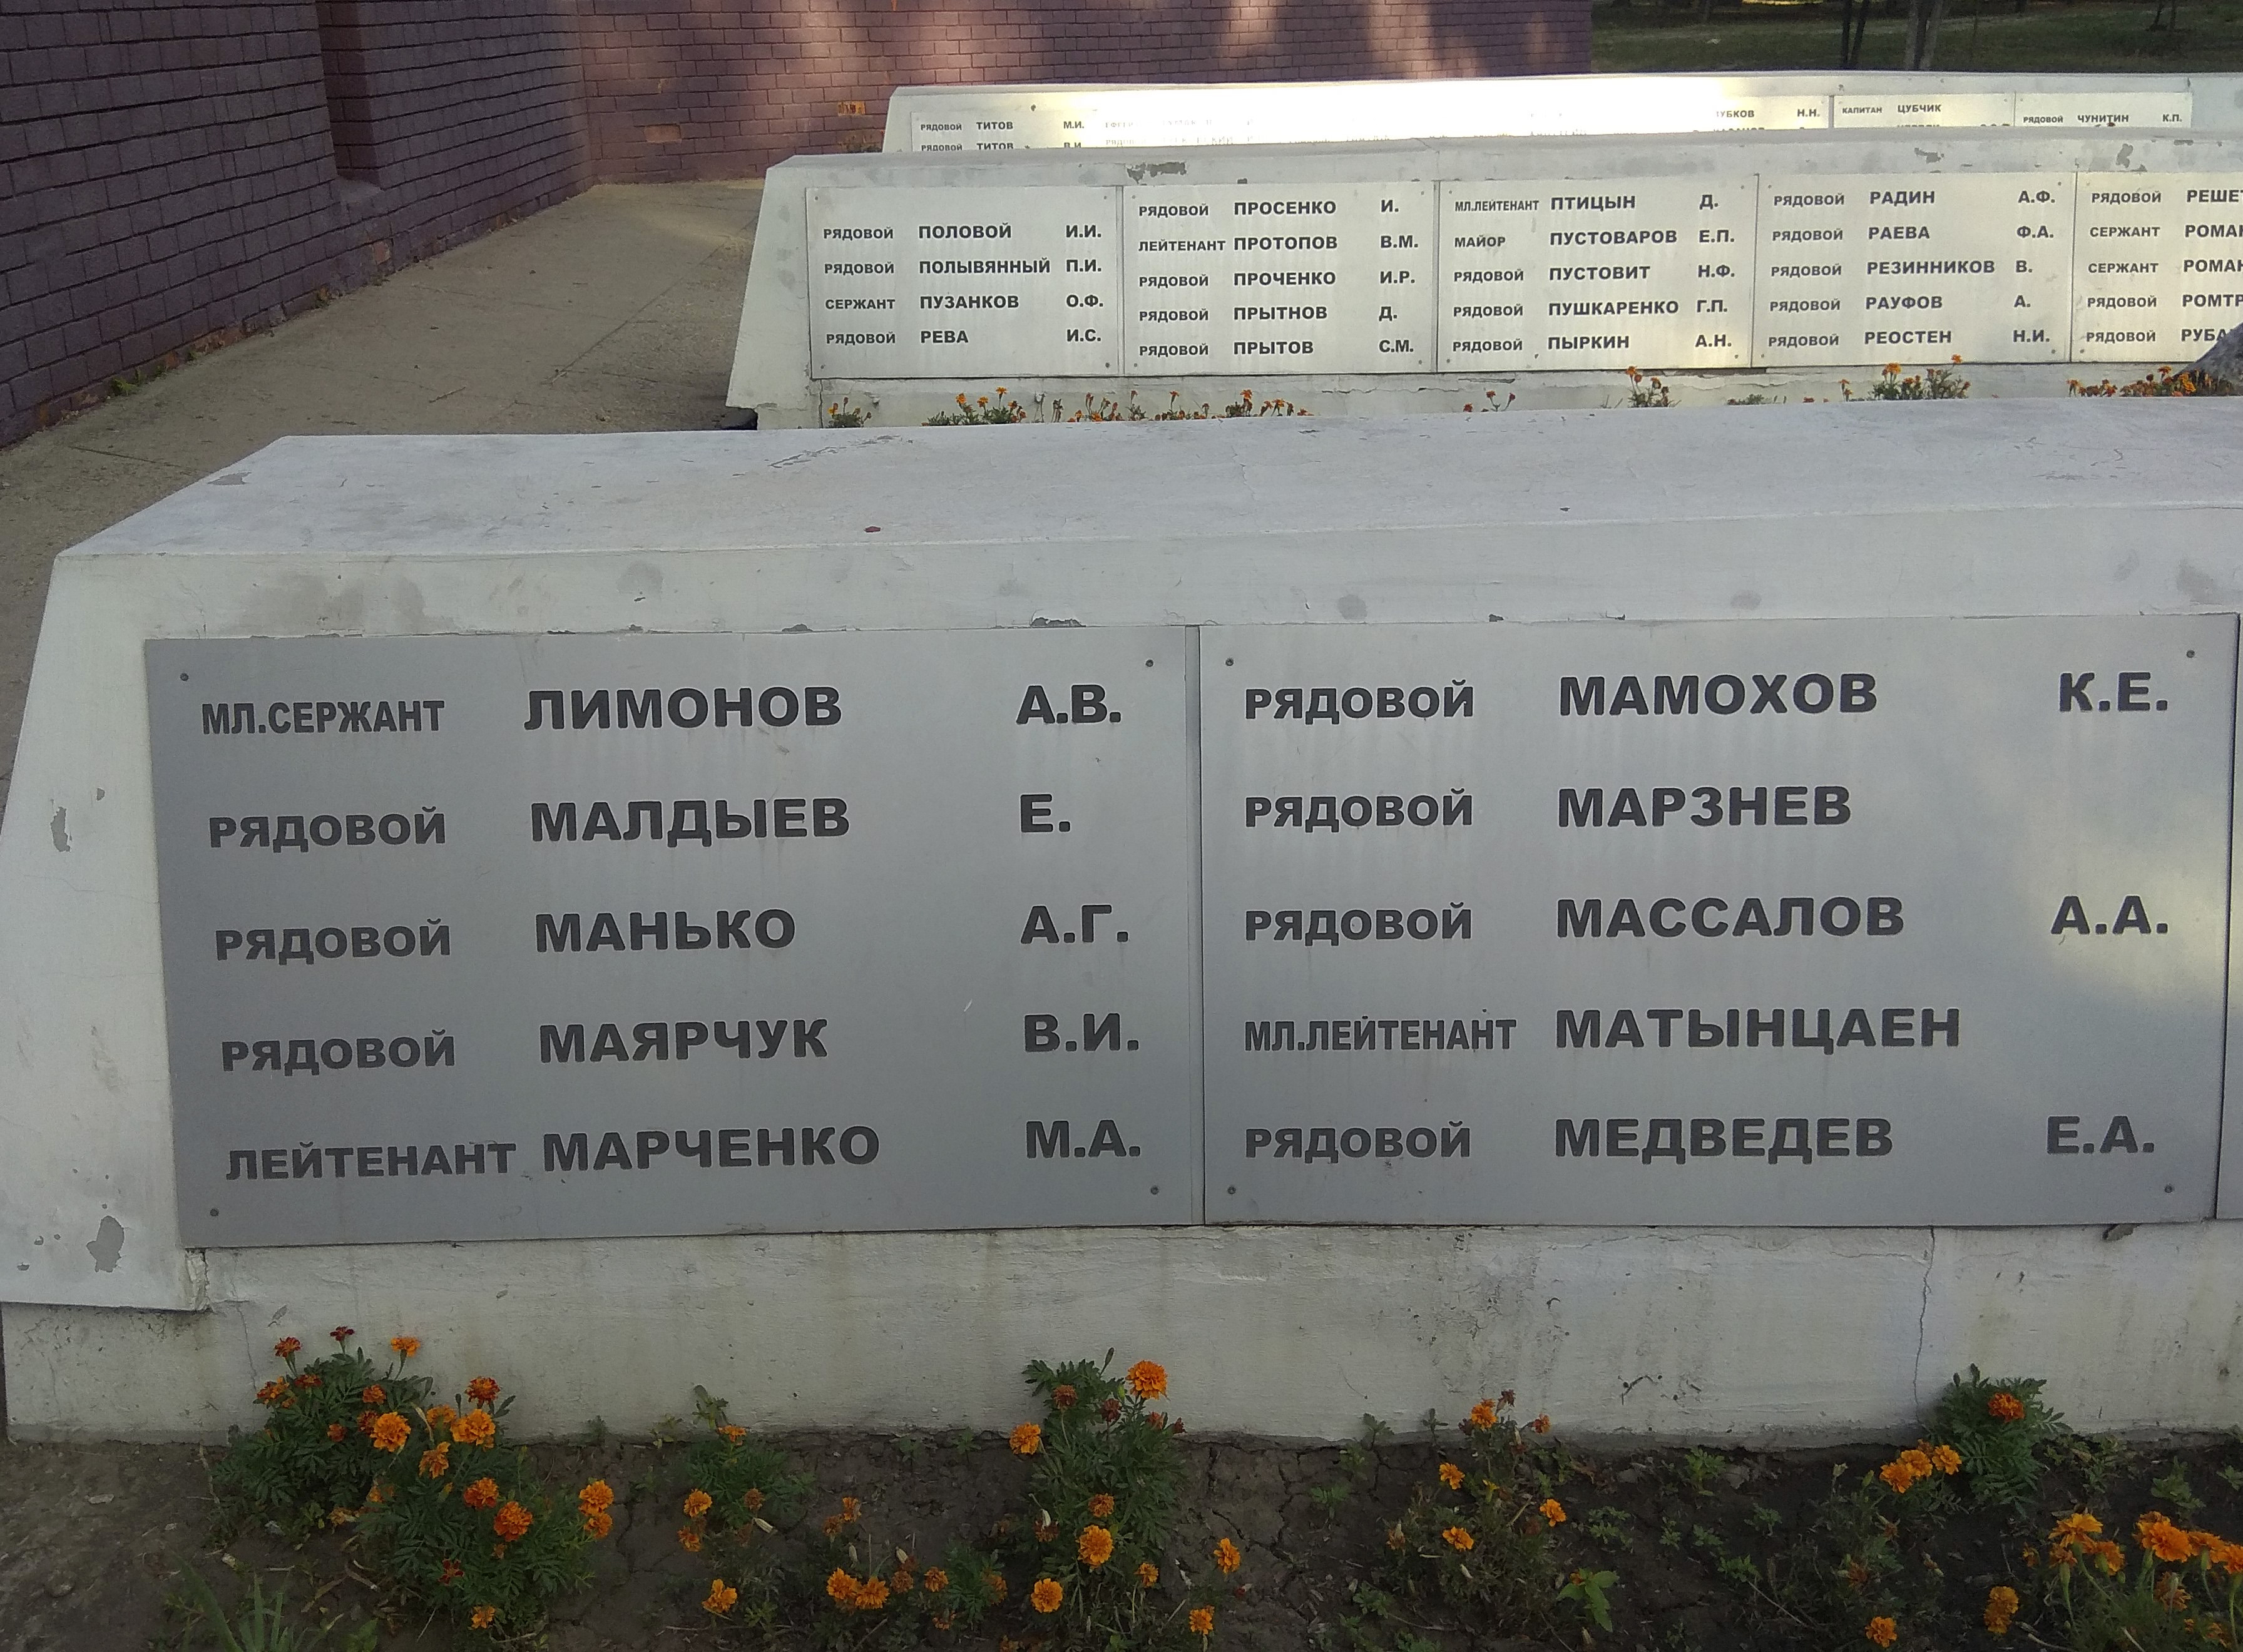 РЯДОВОЙ ТИТОВ М.И.
РЯДОВОЙ ТИТОВ В.И.
Н.Н.
КАПИТАН ЦУБЧИК
РЯДОВОЙ ЧУНИТИН К.П.
РЯДОВОЙ ПОЛОВОЙ И.И.
РЯДОВОЙ ПОЛЫВЯННЫЙ П.И.
СЕРЖАНТ ПУЗАНКОВ О.Ф.
РЯДОВОЙ РЕВА И.С.
РЯДОВОЙ ПРОСЕНКО И.
ЛЕЙТЕНАНТ ПРОТОПОВ В.М.
РЯДОВОЙ ПРОЧЕНКО И.Р.
РЯДОВОЙ ПРЫТНОВ Д.
РЯДОВОЙ ПРЫТОВ С.М.
МЛ.ЛЕЙТЕНАНТ ПТИЦЫН Д.
МАЙОР ПУСТОВАРОВ Е.П.
РЯДОВОЙ ПУСТОВИТ Н.Ф.
РЯДОВОЙ ПУШКАРЕНКО Г.П.
РЯДОВОЙ ПЫРКИН А.Н.
РЯДОВОЙ РАДИН А.Ф.
РЯДОВОЙ РАЕВА Ф.А.
РЯДОВОЙ РЕЗИННИКОВ В.
РЯДОВОЙ РАУФОВ А.
РЯДОВОЙ РЕОСТЕН Н.И.
РЯДОВОЙ
СЕРЖАНТ
СЕРЖАНТ
РЯДОВОЙ
РЯДОВОЙ
МЛ.СЕРЖАНТ ЛИМОНОВ А.В.
РЯДОВОЙ МАЛДЫЕВ Е.
РЯДОВОЙ МАНЬКО А.Г.
РЯДОВОЙ МАЯРЧУК В.И.
ЛЕЙТЕНАНТ МАРЧЕНКО М.А.
РЯДОВОЙ МАМОХОВ К.Е.
РЯДОВОЙ МАРЗНЕВ
РЯДОВОЙ МАССАЛОВ А.А.
МЛ.ЛЕЙТЕНАНТ МАТЫНЦАЕН
РЯДОВОЙ МЕДВЕДЕВ Е.А.